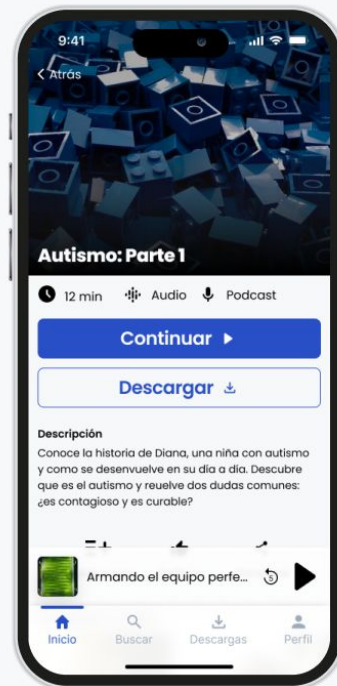 9:41
Atrás
Autismo: Parte 1
12 min Audio Podcast
Continuar
Descargar
Descripción
Conoce la historia de Diana, una niña con autismo
y como se desenvuelve en su día a día. Descubre
que es el autismo y reuelve dos dudas comunes:
¿es contagioso y es curable?
Armando el equipo perfe... 5
Inicio Buscar Descargas Perfil